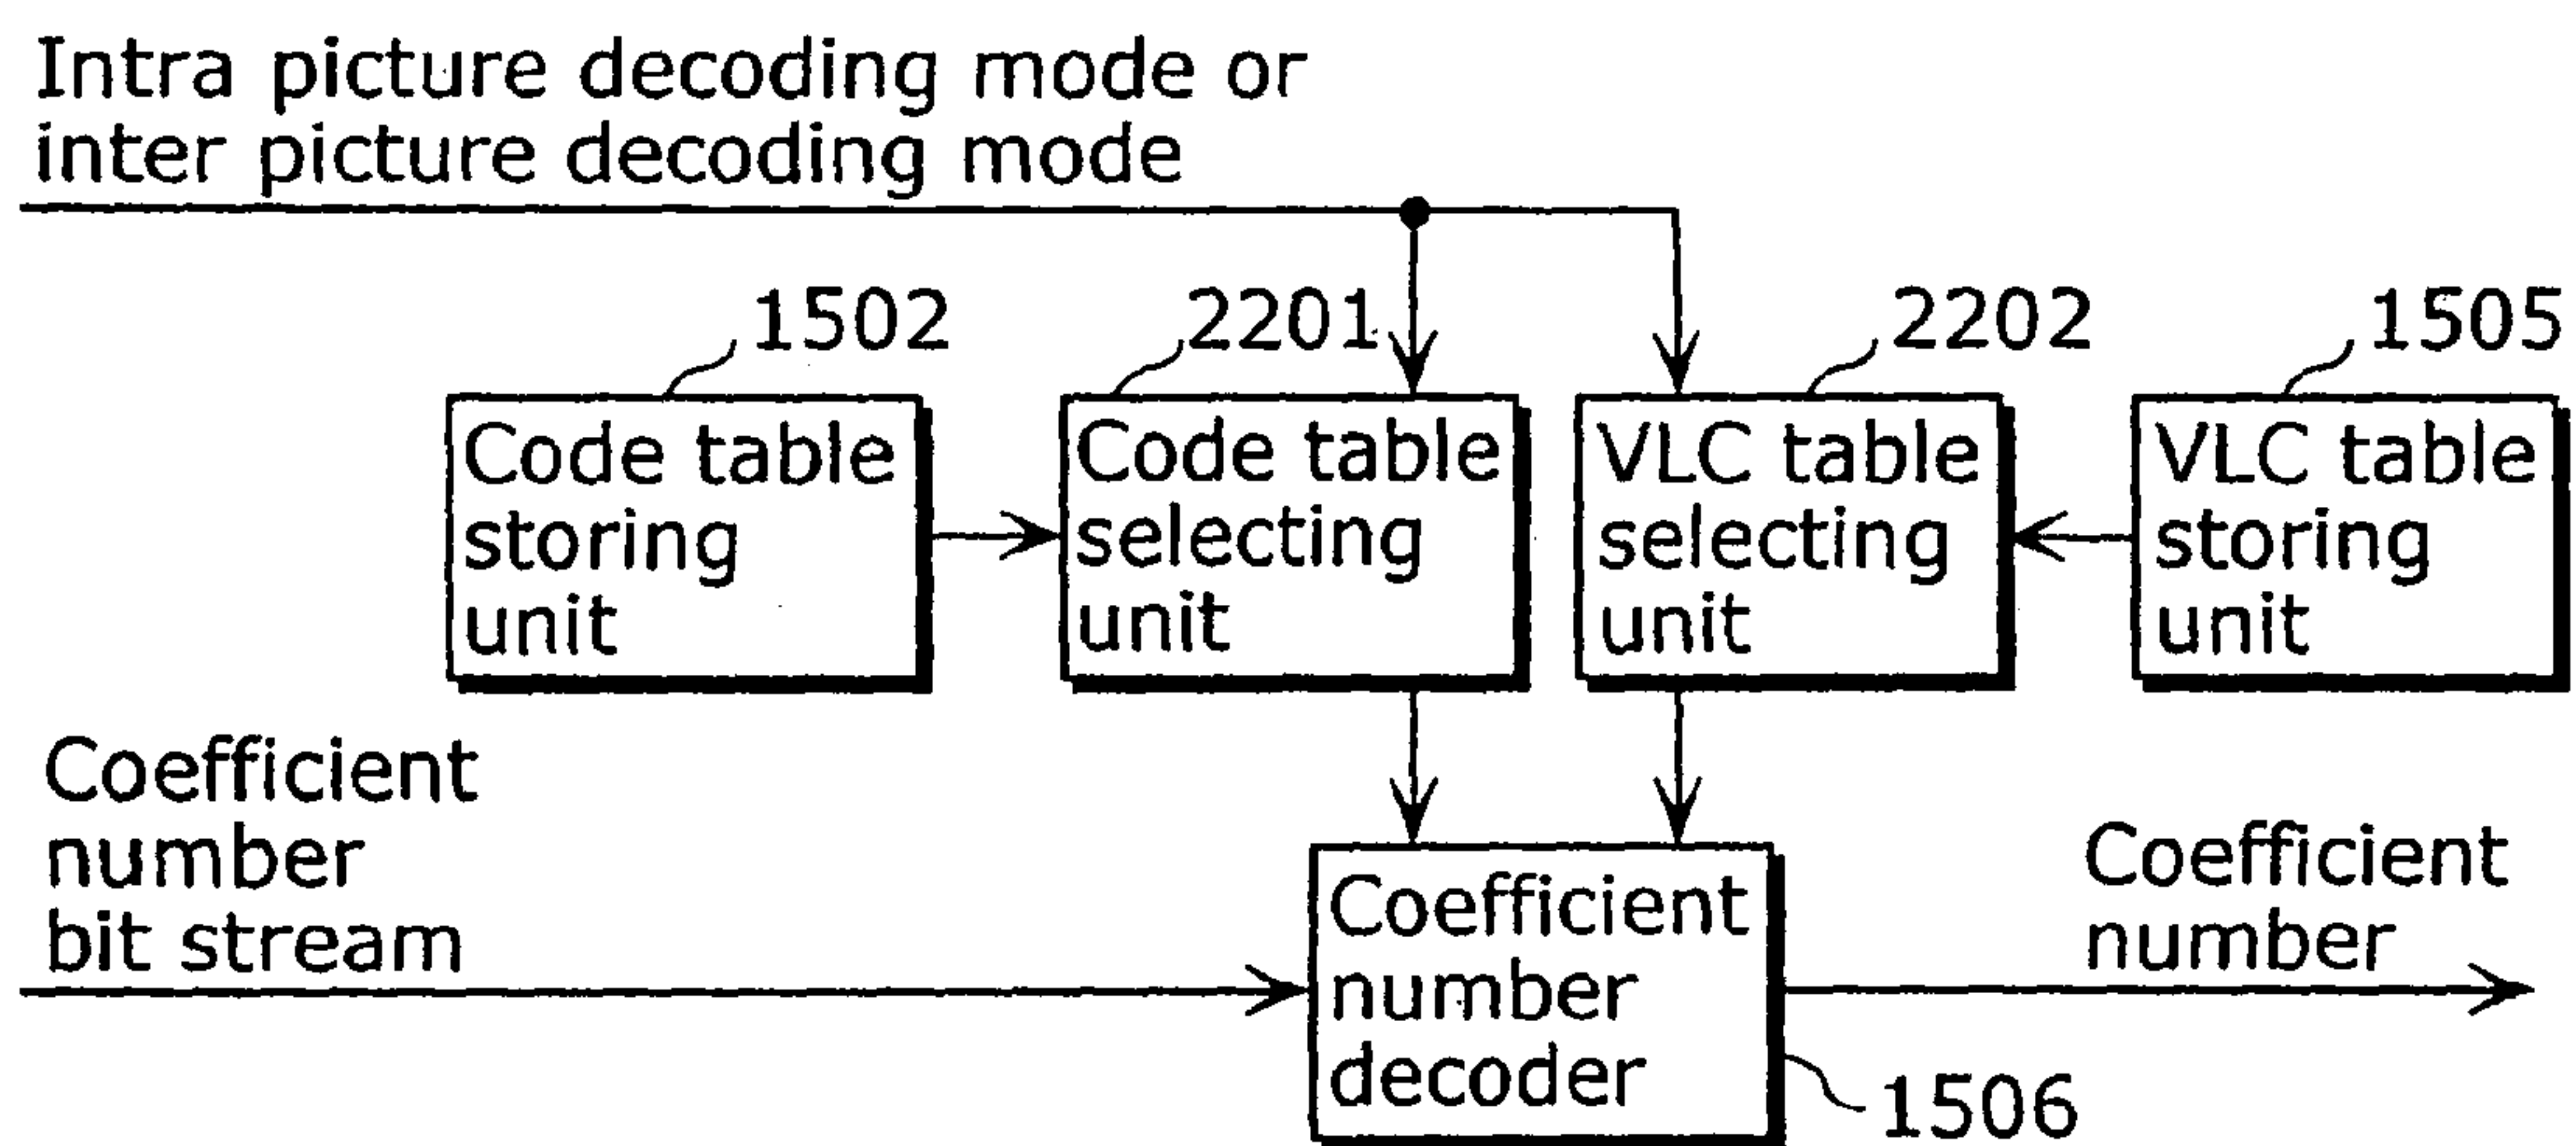 Intra picture decoding mode or
inter picture decoding mode
1502
2201
2202
1505
Code table
storing
unit
Code table
selecting
unit
VLC table
selecting
unit
VLC table
storing
unit
Coefficient
number
bit stream
Coefficient
number
decoder
Coefficient
number
1506